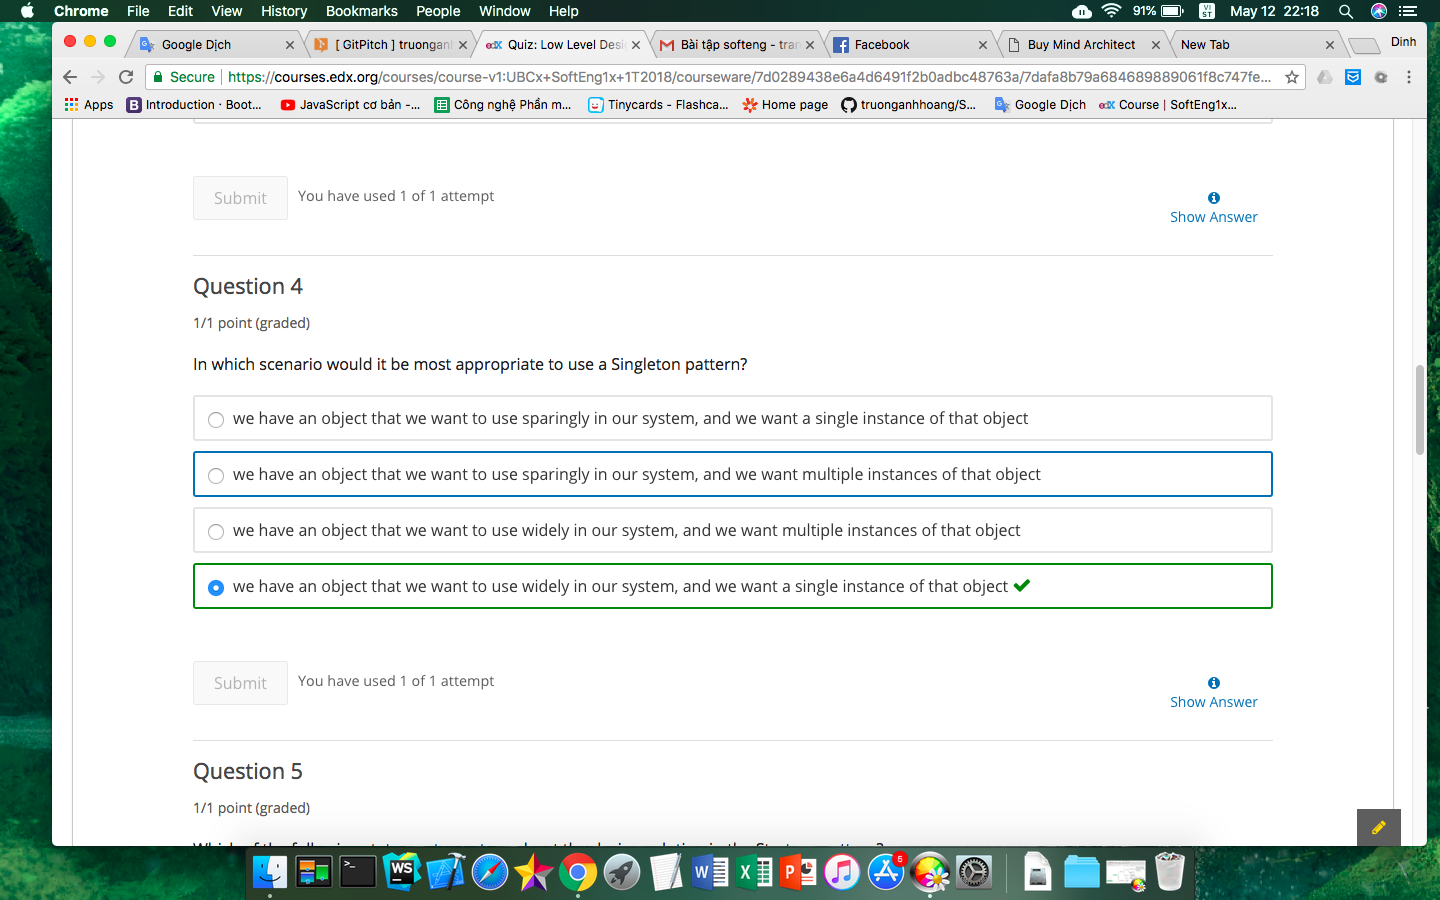 Chrome File Edit View History Bookmarks People Window Help 91% VI ST May 12 22:18
Google Dịch
[ GitPitch ] truongan
edX Quiz: Low Level Desi
Bài tập softeng - tran
Facebook
Buy Mind Architect
New Tab
Dinh
Secure https://courses.edx.org/courses/course-v1:UBCx+SoftEng1x+1T2018/courseware/7d0289438e6a4d6491f2b0adbc48763a/7dafa8b79a684689889061f8c747fe...
Apps Introduction · Boot... JavaScript cơ bản -... Công nghệ Phần m... Tinycards - Flashca... Home page truonganhhoang/S... Google Dịch edX Course | SoftEng1x...
Submit You have used 1 of 1 attempt
Show Answer
Question 4
1/1 point (graded)
In which scenario would it be most appropriate to use a Singleton pattern?
we have an object that we want to use sparingly in our system, and we want a single instance of that object
we have an object that we want to use sparingly in our system, and we want multiple instances of that object
we have an object that we want to use widely in our system, and we want multiple instances of that object
we have an object that we want to use widely in our system, and we want a single instance of that object
Submit You have used 1 of 1 attempt
Show Answer
Question 5
1/1 point (graded)
WS
W X P 5